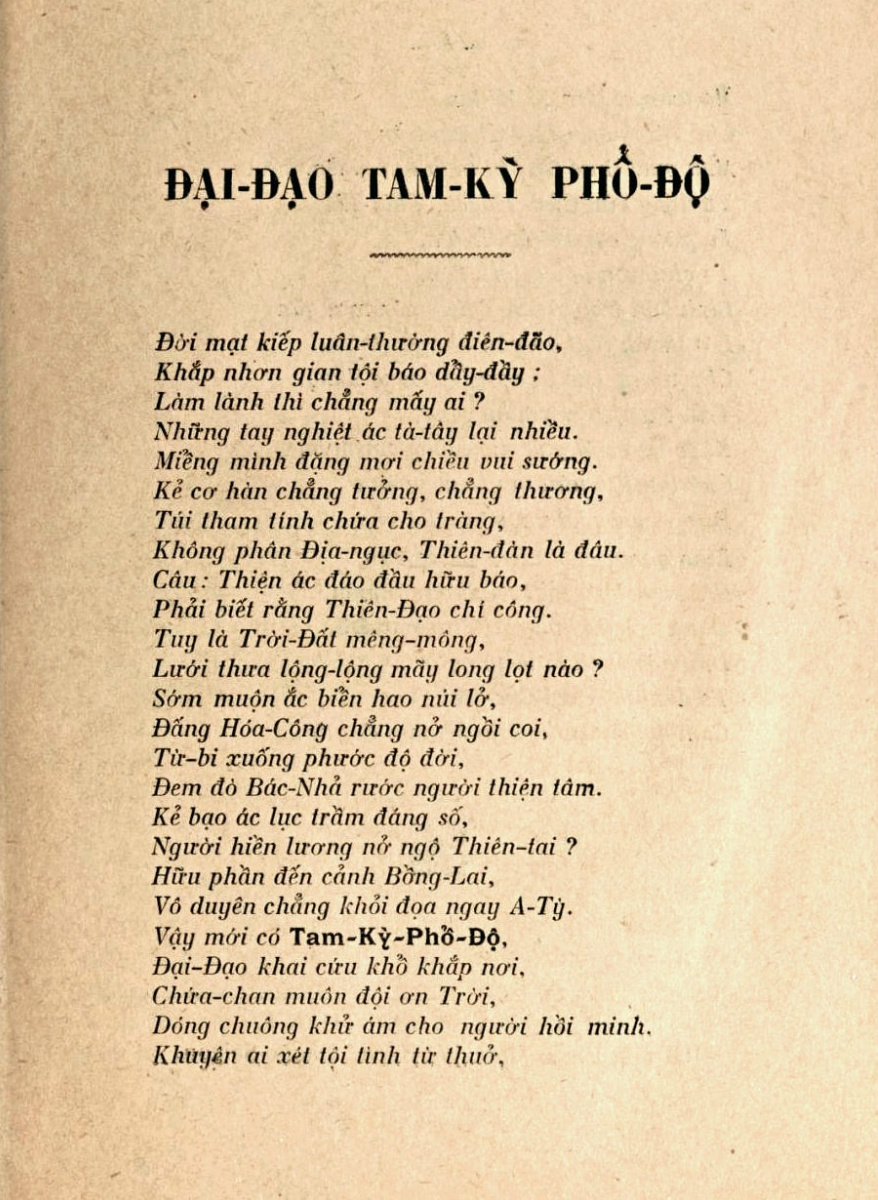 ĐẠI-ĐẠO TAM-KỲ PHỔ-ĐỘ
Đời mạt kiếp luân-thường điên-đão,
Khắp nhơn gian tội báo dẫy-đầy ;
Làm lành thì chẳng mấy ai ?
Những tay nghiệt ác tà-tây lại nhiều.
Miễng mình đặng mơi chiều vui sướng.
Kẻ cơ hàn chẳng tưởng, chẳng thương,
Túi tham tính chứa cho tràng,
Không phân Địa-ngục, Thiên-đàn là đâu.
Câu : Thiện ác đáo đầu hữu báo,
Phải biết rằng Thiên-Đạo chí công.
Tuy là Trời-Đất mêng-mông,
Lưới thưa lộng-lộng mãy long lọt nào ?
Sớm muộn ắc biển hao núi lở,
Đấng Hóa-Công chẳng nở ngồi coi,
Từ-bi xuống phước độ đời,
Đem đò Bác-Nhả rước người thiện tâm.
Kẻ bạo ác lục trầm đáng số,
Người hiền lương nở ngộ Thiên-tai ?
Hữu phần đến cảnh Bồng-Lai,
Vô duyên chẳng khỏi đọa ngay A-Tỳ.
Vậy mới có Tam-Kỳ-Phổ-Độ,
Đại-Đạo khai cứu khổ khắp nơi.
Chứa-chan muôn đội ơn Trời,
Dóng chuông khử ám cho người hồi minh.
Khuyên ai xét tội tình từ thuở,